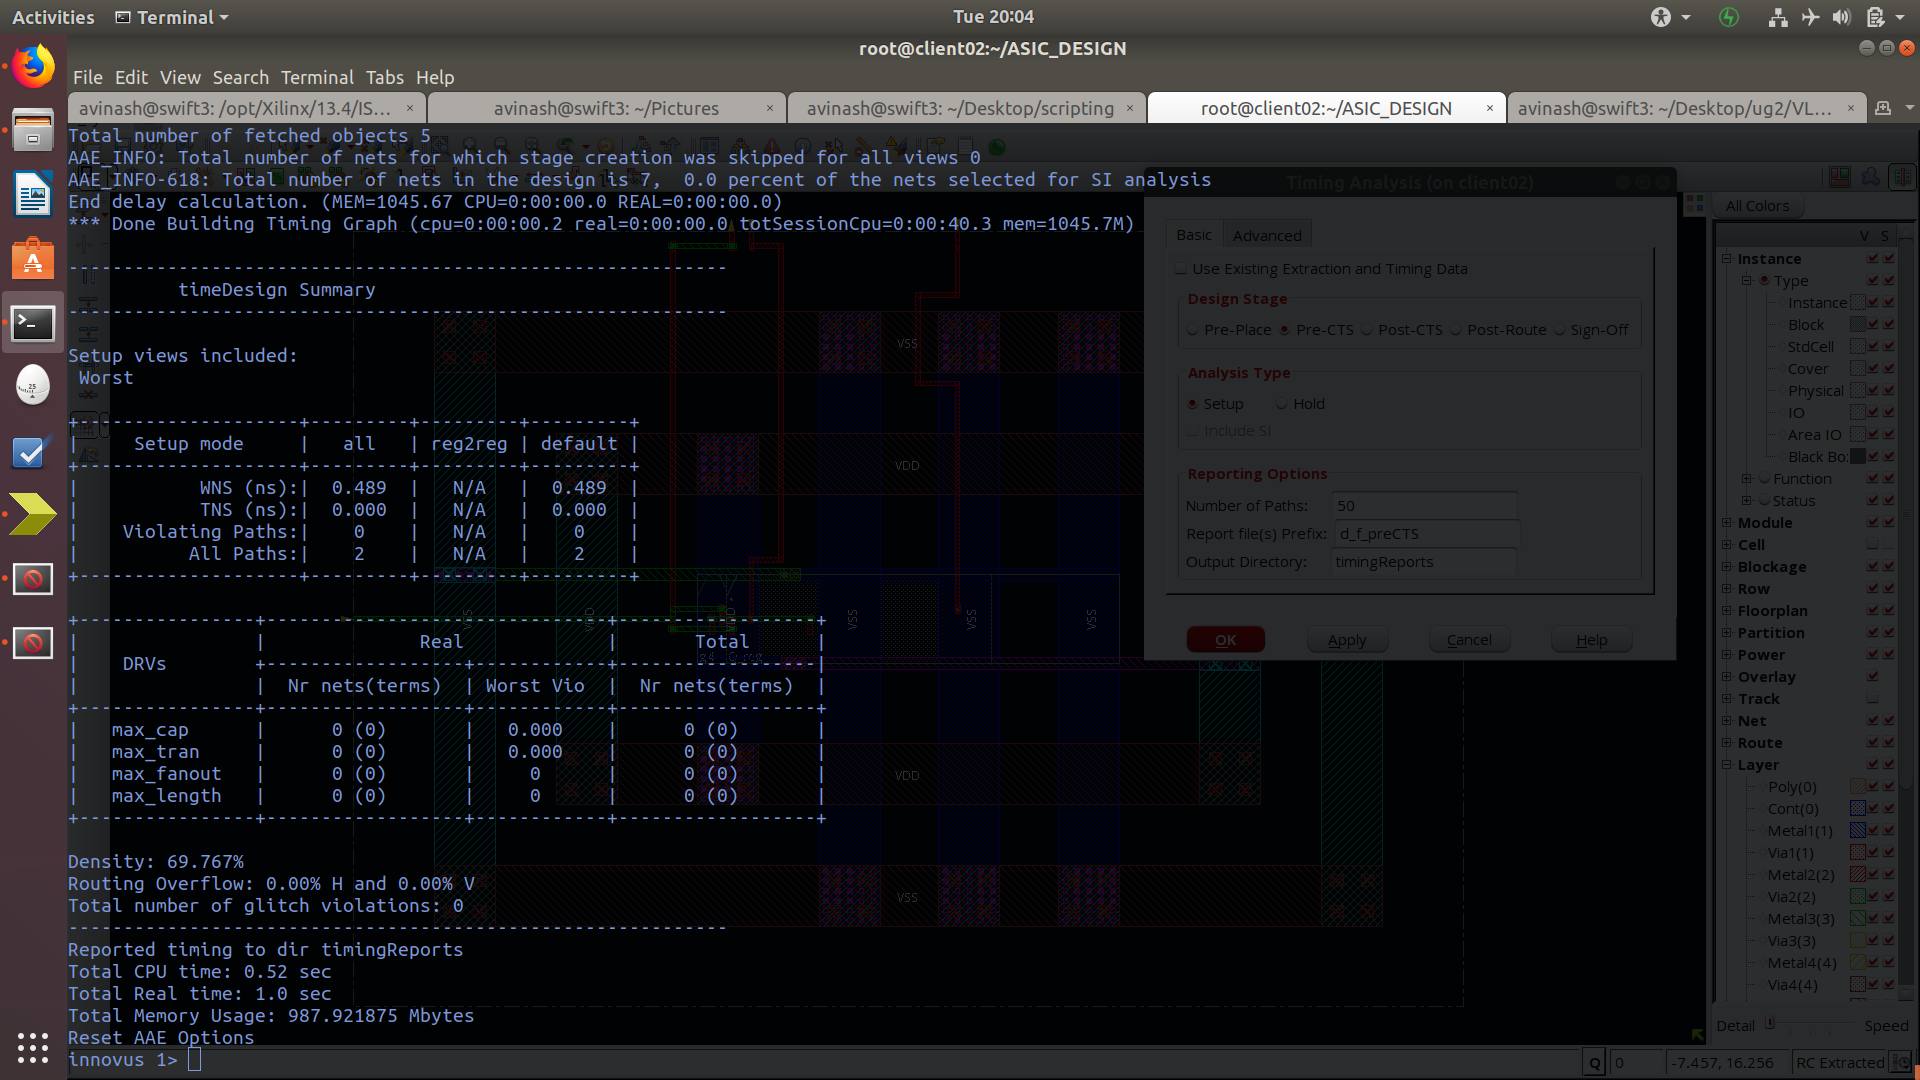 Activities Terminal Tue 20:04
root@client02:~/ASIC_DESIGN
File Edit View Search Terminal Tabs Help
avinash@swift3: /opt/Xilinx/13.4/IS... × avinash@swift3: ~/Pictures × avinash@swift3: ~/Desktop/scripting × root@client02:~/ASIC_DESIGN × avinash@swift3: ~/Desktop/ug2/VL... ×
Total number of fetched objects 5
AAE_INFO: Total number of nets for which stage creation was skipped for all views 0
AAE_INFO-618: Total number of nets in the design is 7,  0.0 percent of the nets selected for SI analysis
End delay calculation. (MEM=1045.67 CPU=0:00:00.0 REAL=0:00:00.0)
*** Done Building Timing Graph (cpu=0:00:00.2 real=0:00:00.0 totSessionCpu=0:00:40.3 mem=1045.7M)
------------------------------------------------------------
timeDesign Summary
------------------------------------------------------------
Setup views included:
Worst
+--------------------+---------+---------+---------+
| Setup mode | all | reg2reg | default |
+--------------------+---------+---------+---------+
| WNS (ns):| 0.489 | N/A | 0.489 |
| TNS (ns):| 0.000 | N/A | 0.000 |
| Violating Paths:| 0 | N/A | 0 |
| All Paths:| 2 | N/A | 2 |
+--------------------+---------+---------+---------+
+----------------+-------------------------------+------------------+
| | Real | Total |
| DRVs +------------------+------------+------------------|
| | Nr nets(terms) | Worst Vio | Nr nets(terms) |
+----------------+------------------+------------+------------------+
| max_cap | 0 (0) | 0.000 | 0 (0) |
| max_tran | 0 (0) | 0.000 | 0 (0) |
| max_fanout | 0 (0) | 0 | 0 (0) |
| max_length | 0 (0) | 0 | 0 (0) |
+----------------+------------------+------------+------------------+
Density: 69.767%
Routing Overflow: 0.00% H and 0.00% V
Total number of glitch violations: 0
------------------------------------------------------------
Reported timing to dir timingReports
Total CPU time: 0.52 sec
Total Real time: 1.0 sec
Total Memory Usage: 987.921875 Mbytes
Reset AAE Options
innovus 1>
VSS
VDD
VSS VDD VDD VSS VSS VSS
VDD
VSS
Timing Analysis (on client02)
Basic Advanced
Use Existing Extraction and Timing Data
Design Stage
Pre-Place Pre-CTS Post-CTS Post-Route Sign-Off
Analysis Type
Setup Hold
Include SI
Reporting Options
Number of Paths: 50
Report file(s) Prefix: d_f_preCTS
Output Directory: timingReports
OK Apply Cancel Help
All Colors
V S
Instance
Type
Instance
Block
StdCell
Cover
Physical
IO
Area IO
Black Bo:
Function
Status
Module
Cell
Blockage
Row
Floorplan
Partition
Power
Overlay
Track
Net
Route
Layer
Poly(0)
Cont(0)
Metal1(1)
Via1(1)
Metal2(2)
Via2(2)
Metal3(3)
Via3(3)
Metal4(4)
Via4(4)
Detail Speed
Q 0 -7.457, 16.256 RC Extracted
25